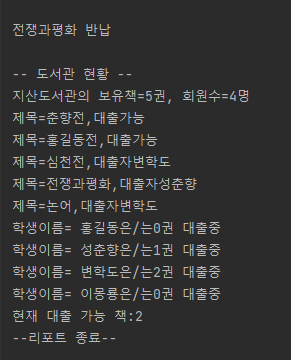 전쟁과평화 반납
-- 도서관 현황 --
지산도서관의 보유책=5권, 회원수=4명
제목=춘향전,대출가능
제목=홍길동전,대출가능
제목=심천전,대출자변학도
제목=전쟁과평화,대출자성춘향
제목=논어,대출자변학도
학생이름= 홍길동은/는0권 대출중
학생이름= 성춘향은/는1권 대출중
학생이름= 변학도은/는2권 대출중
학생이름= 이몽룡은/는0권 대출중
현재 대출 가능 책:2
--리포트 종료--